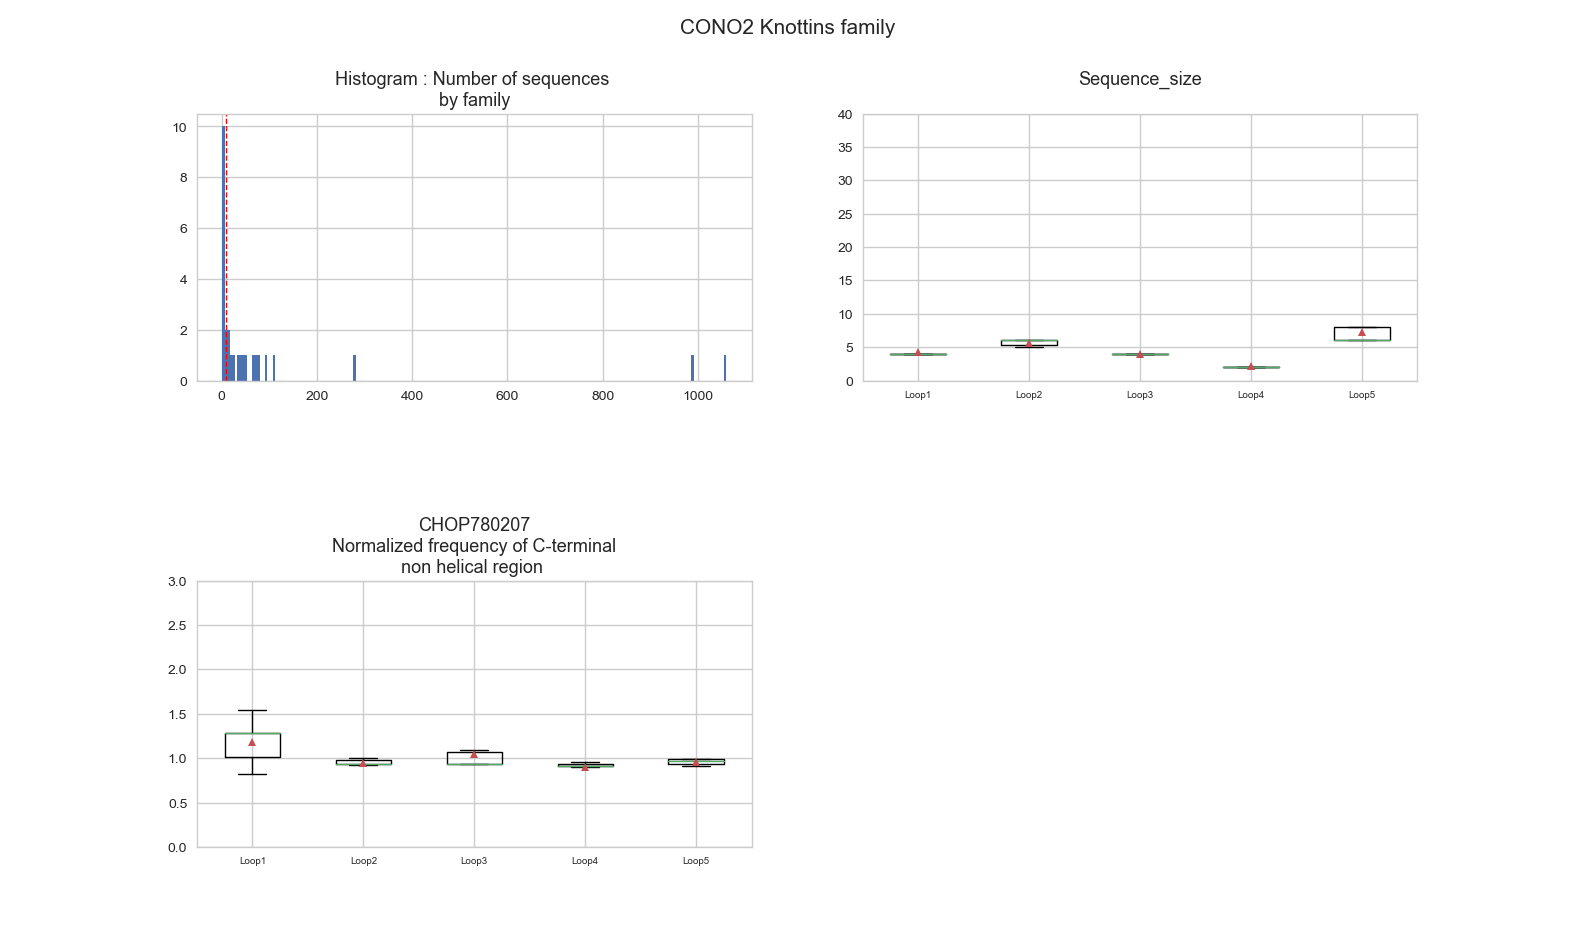 CONO2 Knottins family
Histogram : Number of sequences
by family
10
8
6
4
2
0
0 200 400 600 800 1000
Sequence_size
40
35
30
25
20
15
10
5
0
Loop1 Loop2 Loop3 Loop4 Loop5
CHOP780207
Normalized frequency of C-terminal
non helical region
3.0
2.5
2.0
1.5
1.0
0.5
0.0
Loop1 Loop2 Loop3 Loop4 Loop5